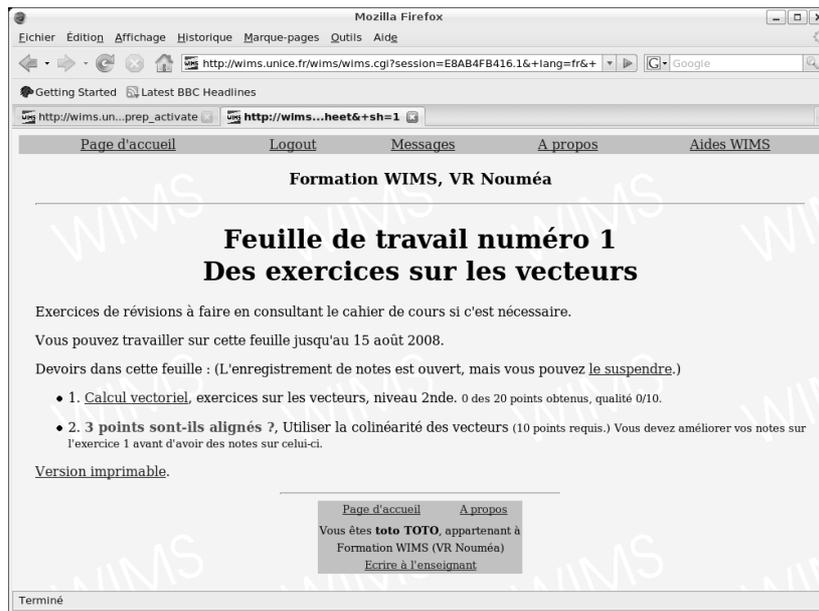 Mozilla Firefox
Fichier Édition Affichage Historique Marque-pages Outils Aide
http://wims.unice.fr/wims/wims.cgi?session=E8AB4FB416.1&+lang=fr&+ G Google
Getting Started Latest BBC Headlines
http://wims.un...prep_activate http://wims...heet&+sh=1
Page d'accueil Logout Messages A propos Aides WIMS
Formation WIMS, VR Nouméa
Feuille de travail numéro 1
Des exercices sur les vecteurs
Exercices de révisions à faire en consultant le cahier de cours si c'est nécessaire.
Vous pouvez travailler sur cette feuille jusqu'au 15 août 2008.
Devoirs dans cette feuille : (L'enregistrement de notes est ouvert, mais vous pouvez le suspendre.)
• 1. Calcul vectoriel, exercices sur les vecteurs, niveau 2nde. 0 des 20 points obtenus, qualité 0/10.
• 2. 3 points sont-ils alignés ?, Utiliser la colinéarité des vecteurs (10 points requis.) Vous devez améliorer vos notes sur
l'exercice 1 avant d'avoir des notes sur celui-ci.
Version imprimable.
Page d'accueil A propos
Vous êtes toto TOTO, appartenant à
Formation WIMS (VR Nouméa)
Ecrire à l'enseignant
Terminé